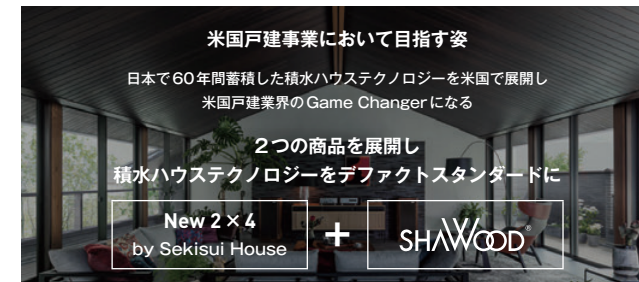 米国戸建事業において目指す姿
日本で60年間蓄積した積水ハウステクノロジーを米国で展開し
米国戸建業界のGame Changerになる
2つの商品を展開し
積水ハウステクノロジーをデファクトスタンダードに
New 2×4
by Sekisui House
+
SHAWOOD®